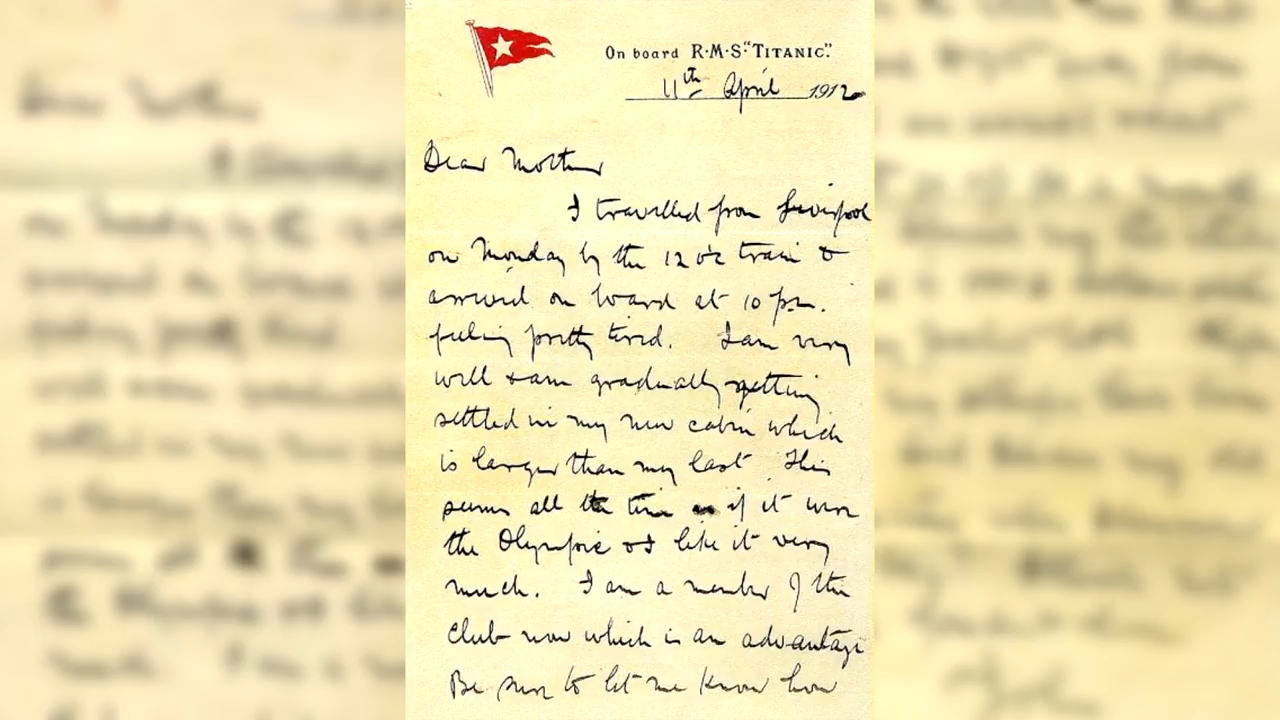 On board R·M·S·"TITANIC."
11th April 1912
Dear Mother
I travelled from Liverpool
on Monday by the 12 o'c train &
arrived on board at 10 pm.
feeling pretty tired. I am very
well & am gradually getting
settled in my new cabin which
is larger than my last This
seems all the time as if it were
the Olympic & I like it very
much. I am a member of the
club now which is an advantage
Be sure to let me know how